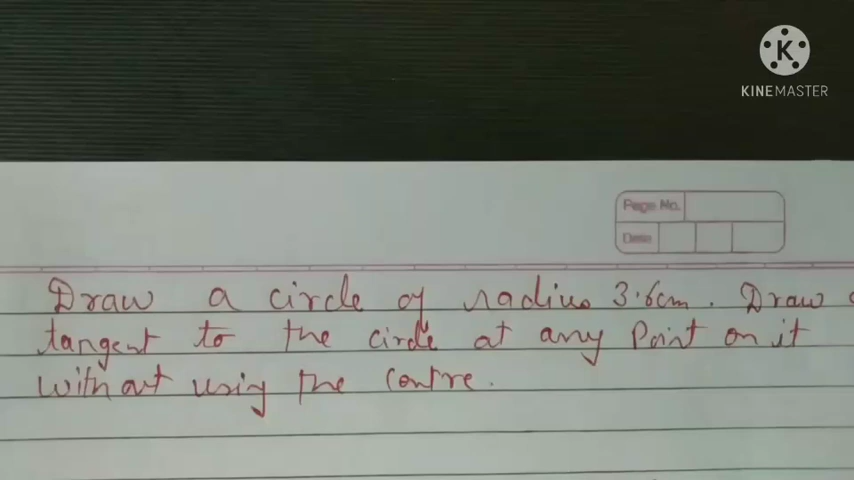 K
KINEMASTER
Page No.
Date
Draw a circle of radius 3.6cm. Draw a
tangent to the circle at any Point on it
without using the centre.